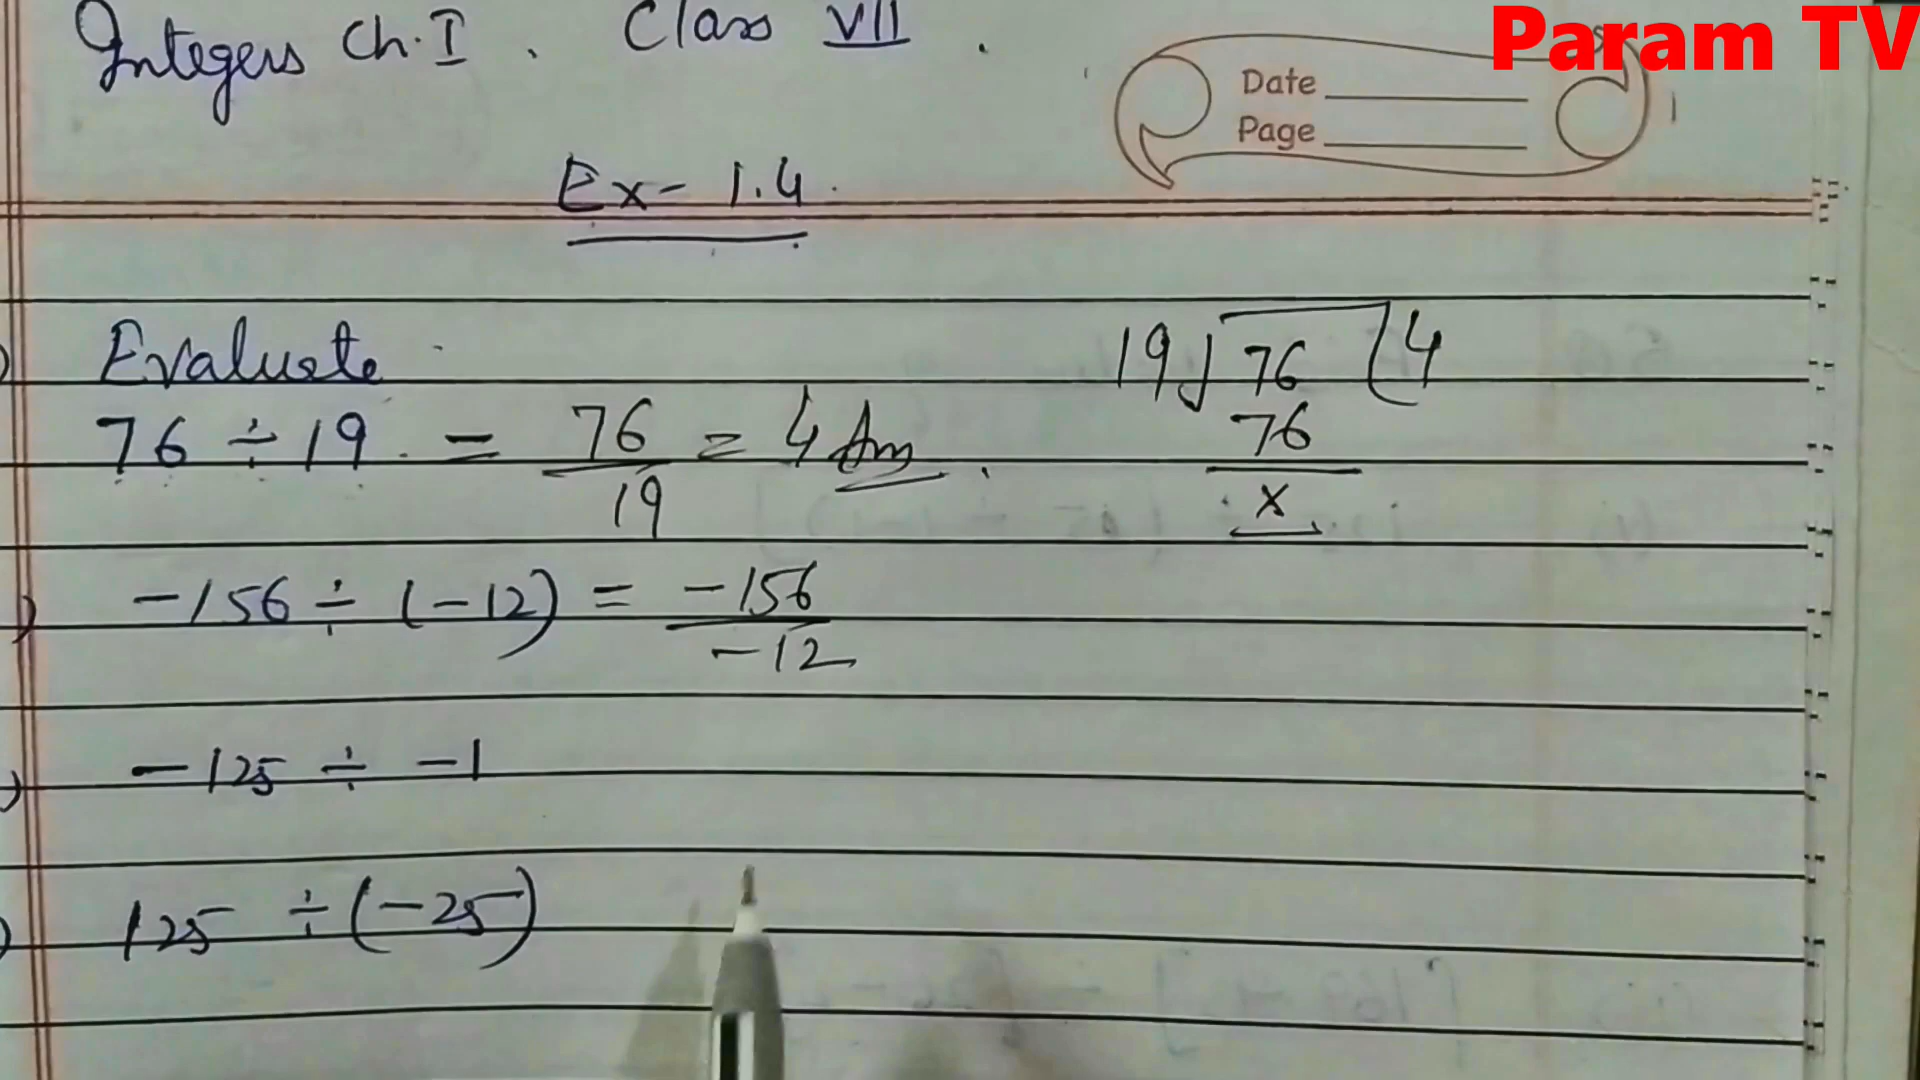 Param TV
Integers Ch. I . Class VII .
Date
Page
Ex- 1.4
Evaluate
76 ÷ 19 = 76/19 = 4 Ans.
19)76(4
76
x
-156 ÷ (-12) = -156/-12
-125 ÷ -1
125 ÷ (-25)